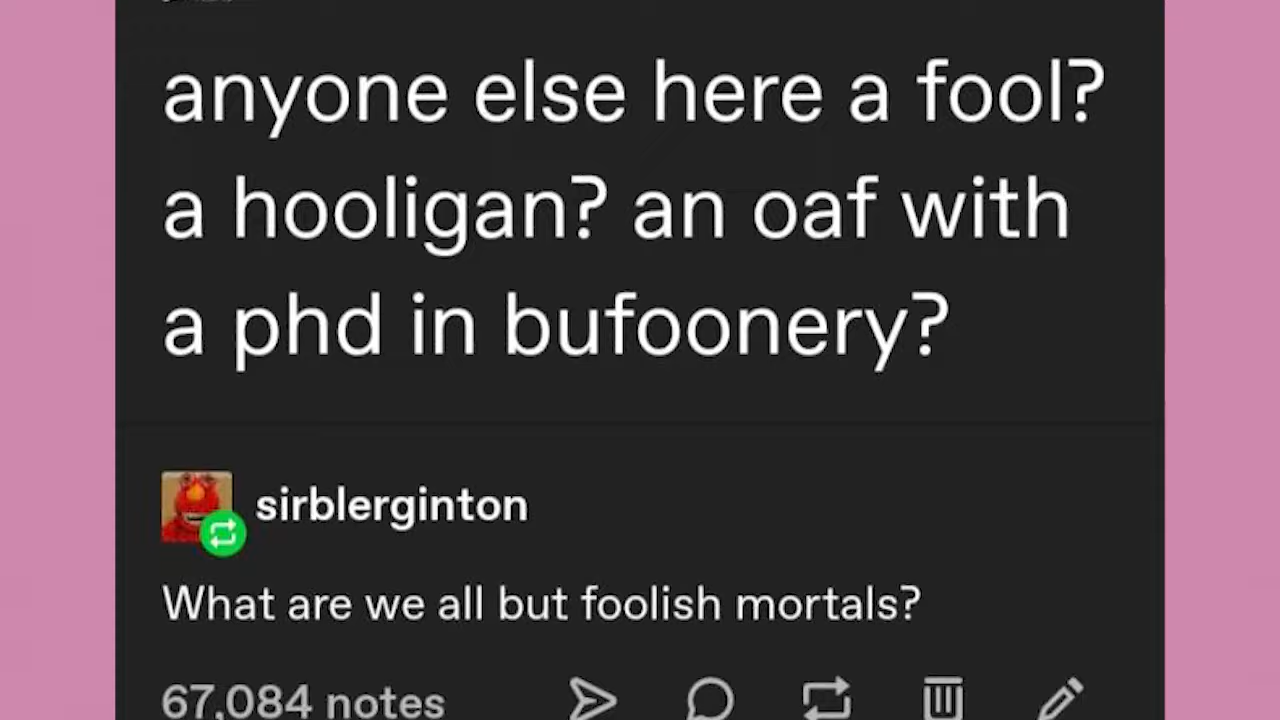 anyone else here a fool?
a hooligan? an oaf with
a phd in bufoonery?
sirblerginton
What are we all but foolish mortals?
67,084 notes